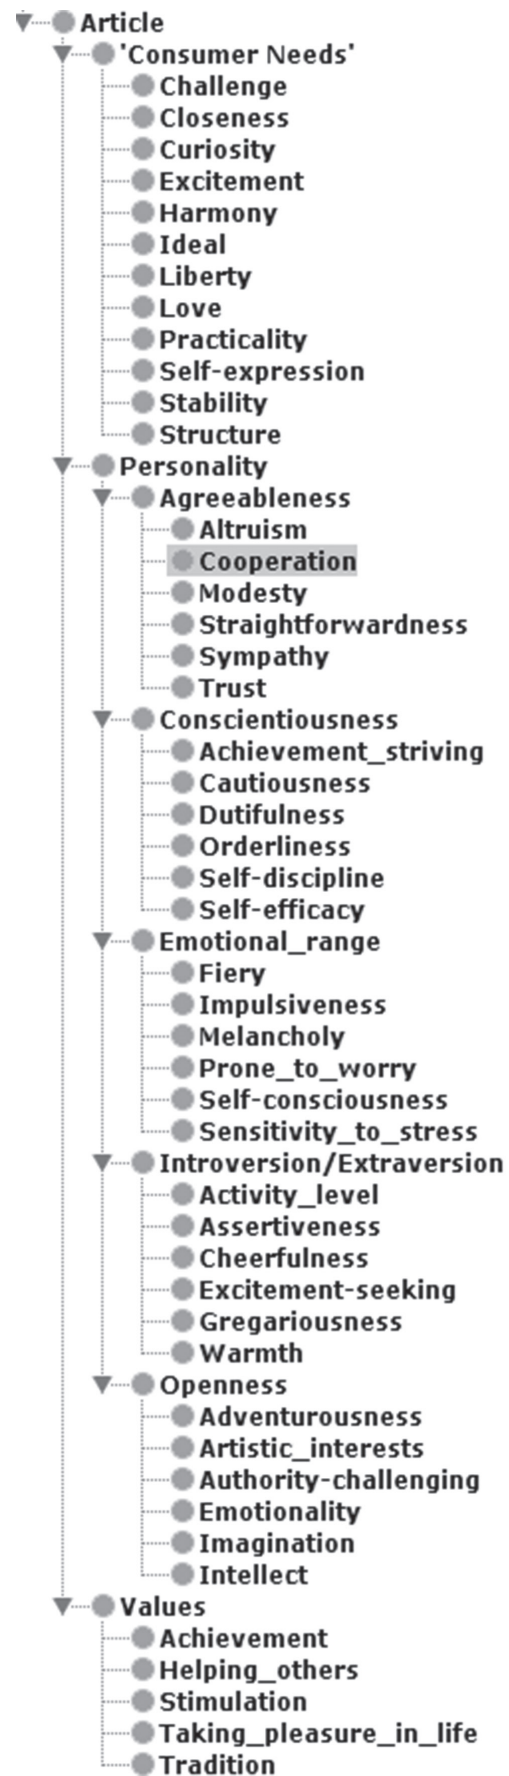 Article
'Consumer Needs'
Challenge
Closeness
Curiosity
Excitement
Harmony
Ideal
Liberty
Love
Practicality
Self-expression
Stability
Structure
Personality
Agreeableness
Altruism
Cooperation
Modesty
Straightforwardness
Sympathy
Trust
Conscientiousness
Achievement_striving
Cautiousness
Dutifulness
Orderliness
Self-discipline
Self-efficacy
Emotional_range
Fiery
Impulsiveness
Melancholy
Prone_to_worry
Self-consciousness
Sensitivity_to_stress
Introversion/Extraversion
Activity_level
Assertiveness
Cheerfulness
Excitement-seeking
Gregariousness
Warmth
Openness
Adventurousness
Artistic_interests
Authority-challenging
Emotionality
Imagination
Intellect
Values
Achievement
Helping_others
Stimulation
Taking_pleasure_in_life
Tradition